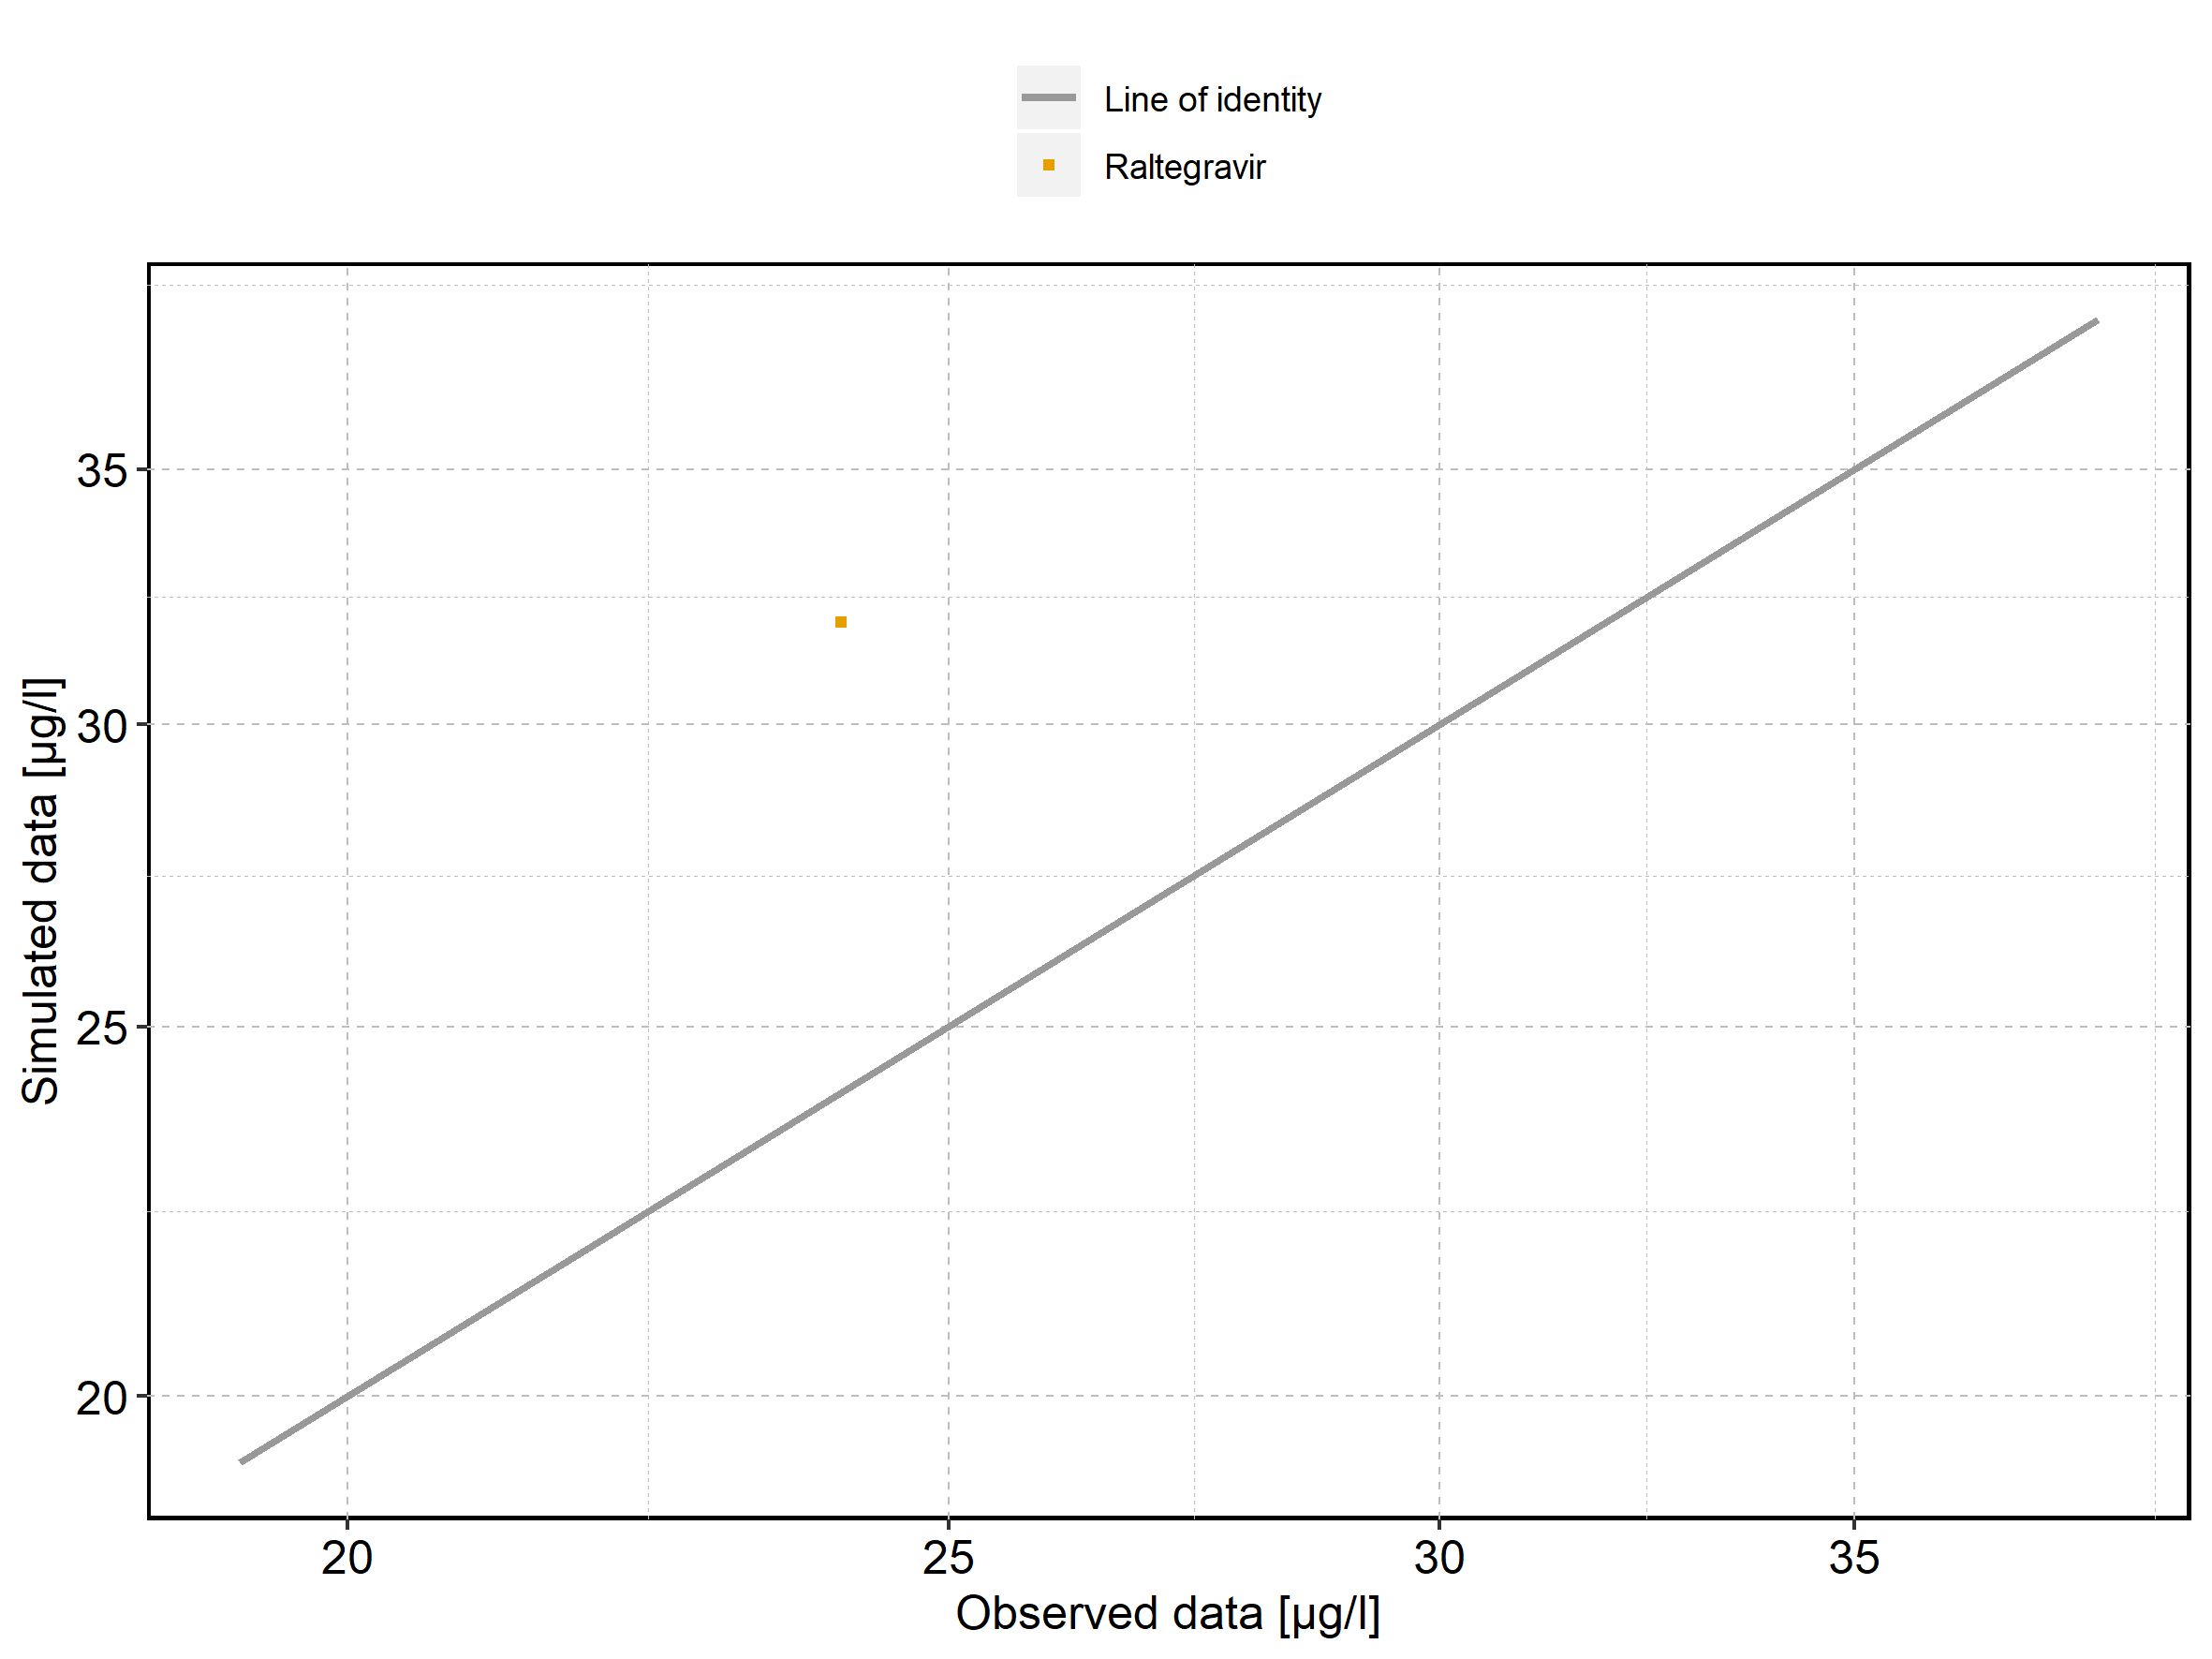 Line of identity
Raltegravir
35
30
25
20
Simulated data [µg/l]
20 25 30 35
Observed data [µg/l]